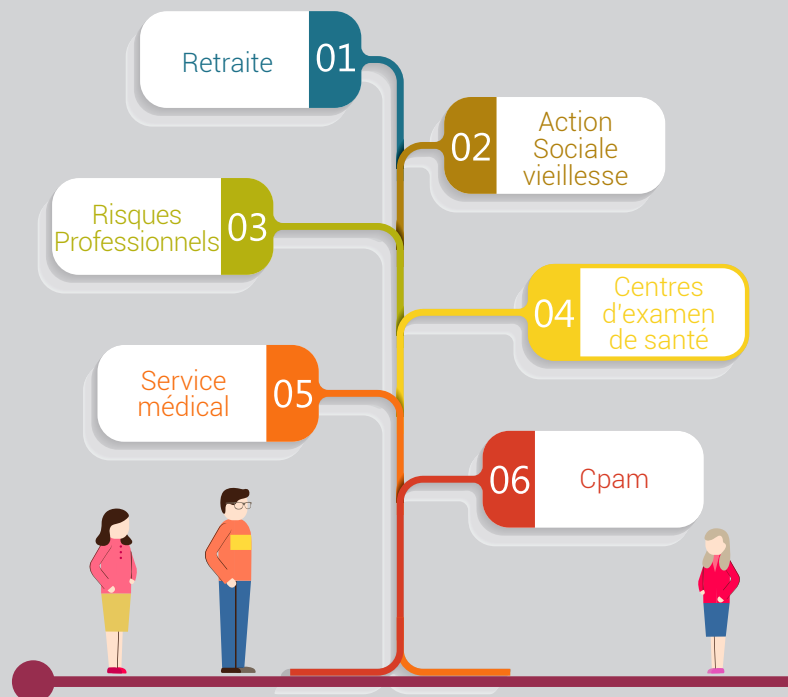 Retraite
01
02
Action
Sociale
vieillesse
Risques
Professionnels
03
04
Centres
d'examen
de santé
Service
médical
05
06
Cpam